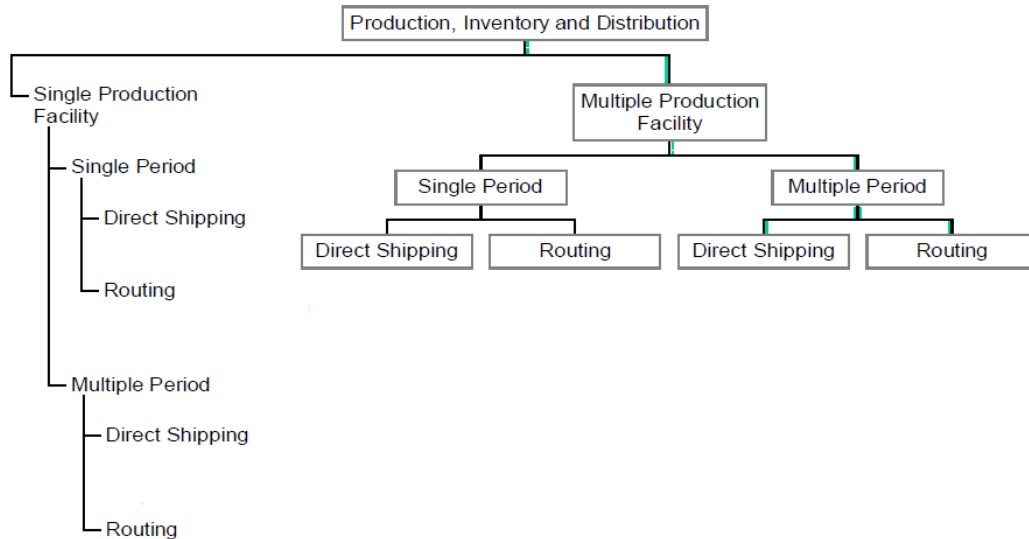 Production, Inventory and Distribution
Single Production
Facility
Single Period
Direct Shipping
Routing
Multiple Period
Direct Shipping
Routing
Multiple Production
Facility
Single Period
Multiple Period
Direct Shipping
Routing
Direct Shipping
Routing